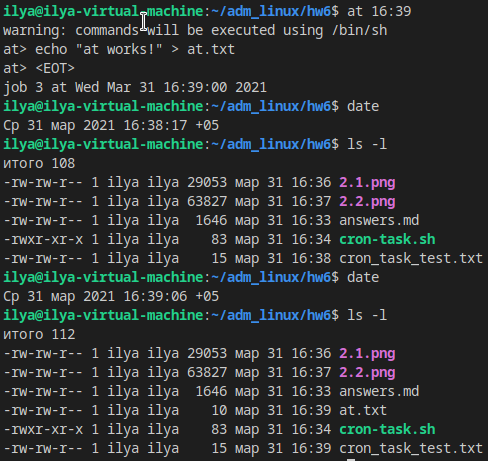 ilya@ilya-virtual-machine:~/adm_linux/hw6$ at 16:39
warning: commands will be executed using /bin/sh
at> echo "at works!" > at.txt
at> <EOT>
job 3 at Wed Mar 31 16:39:00 2021
ilya@ilya-virtual-machine:~/adm_linux/hw6$ date
Ср 31 мар 2021 16:38:17 +05
ilya@ilya-virtual-machine:~/adm_linux/hw6$ ls -l
итого 108
-rw-rw-r-- 1 ilya ilya 29053 мар 31 16:36 2.1.png
-rw-rw-r-- 1 ilya ilya 63827 мар 31 16:37 2.2.png
-rw-rw-r-- 1 ilya ilya  1646 мар 31 16:33 answers.md
-rwxr-xr-x 1 ilya ilya    83 мар 31 16:34 cron-task.sh
-rw-rw-r-- 1 ilya ilya    15 мар 31 16:38 cron_task_test.txt
ilya@ilya-virtual-machine:~/adm_linux/hw6$ date
Ср 31 мар 2021 16:39:06 +05
ilya@ilya-virtual-machine:~/adm_linux/hw6$ ls -l
итого 112
-rw-rw-r-- 1 ilya ilya 29053 мар 31 16:36 2.1.png
-rw-rw-r-- 1 ilya ilya 63827 мар 31 16:37 2.2.png
-rw-rw-r-- 1 ilya ilya  1646 мар 31 16:33 answers.md
-rw-rw-r-- 1 ilya ilya    10 мар 31 16:39 at.txt
-rwxr-xr-x 1 ilya ilya    83 мар 31 16:34 cron-task.sh
-rw-rw-r-- 1 ilya ilya    15 мар 31 16:39 cron_task_test.txt